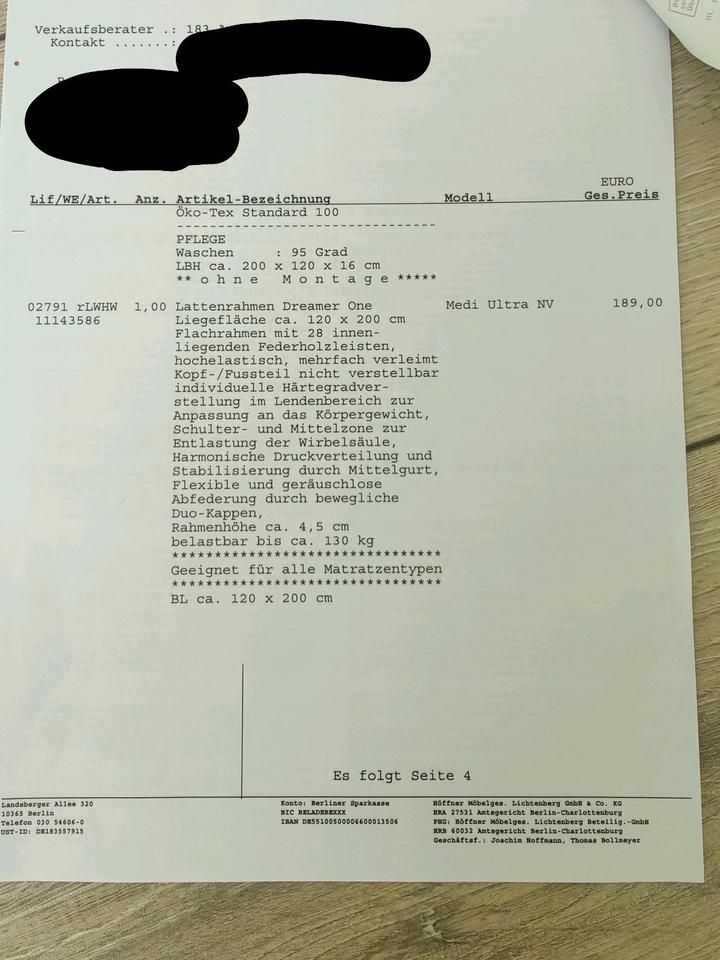 Verkaufsberater .: 183
Kontakt .......:
EURO
Lif/WE/Art. Anz. Artikel-Bezeichnung Modell Ges.Preis
Öko-Tex Standard 100
--------------------------------
PFLEGE
Waschen : 95 Grad
LBH ca. 200 x 120 x 16 cm
** o h n e  M o n t a g e *****
02791 rLWHW 1,00 Lattenrahmen Dreamer One Medi Ultra NV 189,00
11143586 Liegefläche ca. 120 x 200 cm
Flachrahmen mit 28 innen-
liegenden Federholzleisten,
hochelastisch, mehrfach verleimt
Kopf-/Fussteil nicht verstellbar
individuelle Härtegradver-
stellung im Lendenbereich zur
Anpassung an das Körpergewicht,
Schulter- und Mittelzone zur
Entlastung der Wirbelsäule,
Harmonische Druckverteilung und
Stabilisierung durch Mittelgurt,
Flexible und geräuschlose
Abfederung durch bewegliche
Duo-Kappen,
Rahmenhöhe ca. 4,5 cm
belastbar bis ca. 130 kg
********************************
Geeignet für alle Matratzentypen
********************************
BL ca. 120 x 200 cm
Es folgt Seite 4
Landsberger Allee 320
10365 Berlin
Telefon 030 54606-0
UST-ID: DE183557915
Konto: Berliner Sparkasse
BIC BELADEBEXXX
IBAN DE55100500006600013506
Höffner Möbelges. Lichtenberg GmbH & Co. KG
HRA 27531 Amtsgericht Berlin-Charlottenburg
PHG: Höffner Möbelges. Lichtenberg Beteilig.-GmbH
HRB 60032 Amtsgericht Berlin-Charlottenburg
Geschäftsf.: Joachim Hoffmann, Thomas Bollmeyer